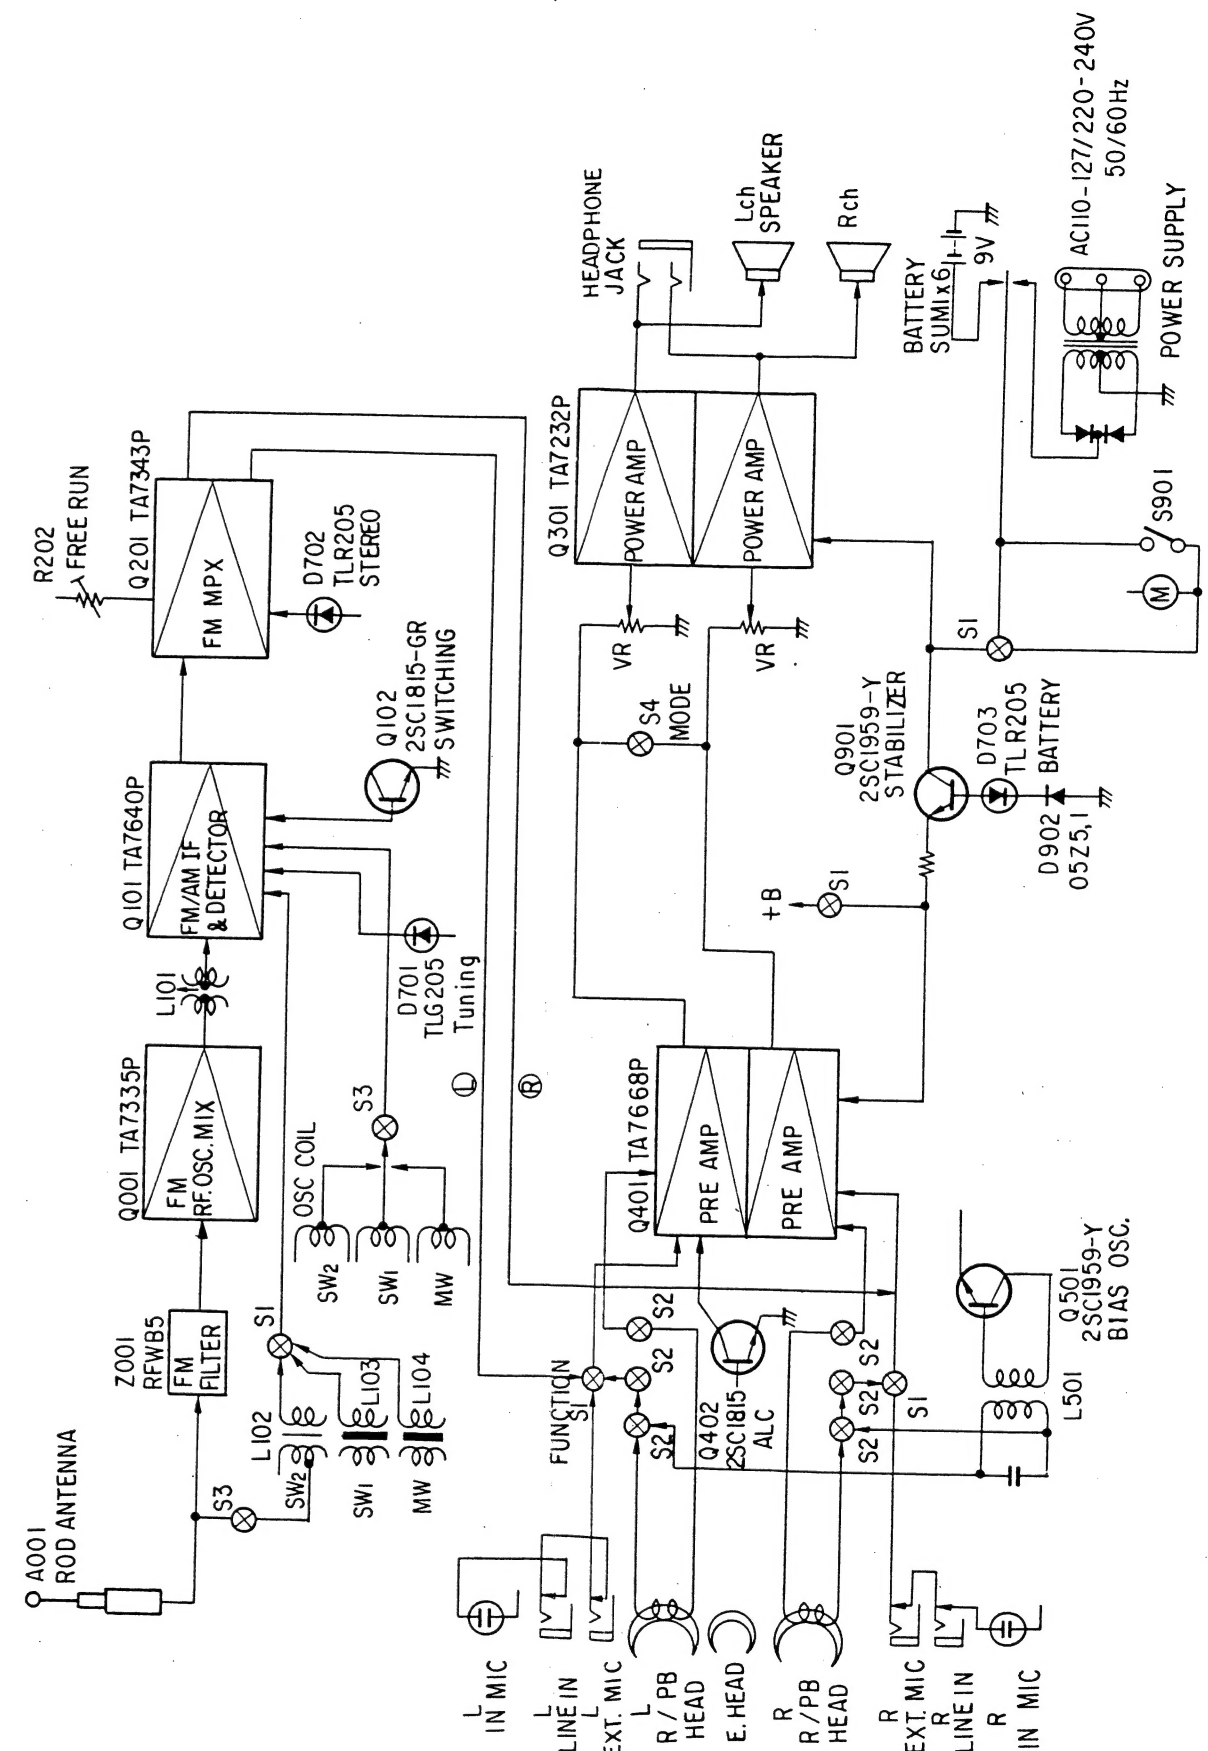 A001
ROD ANTENNA
S3
Z001
RFWB5
FM
FILTER
Q001 TA7335P
FM
RF.OSC.MIX
L101
Q101 TA7640P
FM/AM IF
& DETECTOR
Q201 TA7343P
FM MPX
R202
FREE RUN
D702
TLR205
STEREO
Q102
2SC1815-GR
SWITCHING
D701
TLG205
Tuning
L102
SW2
S1
L103
SW1
L104
MW
OSC COIL
SW2
SW1
MW
S3
L
R
HEADPHONE
JACK
Lch
SPEAKER
Rch
Q301 TA7232P
POWER AMP
POWER AMP
VR
VR
S4
MODE
Q401 TA7668P
PRE AMP
PRE AMP
FUNCTION
S1
S2
S2
S2
Q402
2SC1815
ALC
S2
S2
S2
S1
L
IN MIC
L
LINE IN
L
EXT. MIC
L
R/PB
HEAD
E. HEAD
R
R/PB
HEAD
R
EXT. MIC
R
LINE IN
R
IN MIC
L501
Q501
2SC1959-Y
BIAS OSC.
+B
S1
Q901
2SC1959-Y
STABILIZER
D703
TLR205
BATTERY
D902
05Z5,1
S1
M
S901
BATTERY
SUM1x6
9V
AC110-127/220-240V
50/60Hz
POWER SUPPLY